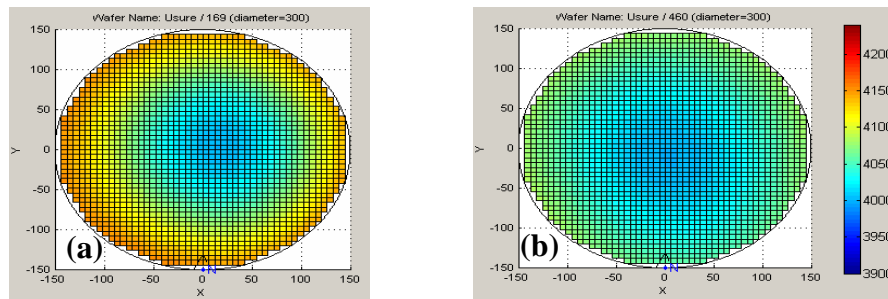 Wafer Name: Usure / 169 (diameter=300)
150
100
50
0
-50
-100
-150
Y
-150 -100 -50 0 50 100 150
X
N
(a)
Wafer Name: Usure / 460 (diameter=300)
150
100
50
0
-50
-100
-150
Y
-150 -100 -50 0 50 100 150
X
N
(b)
4200
4150
4100
4050
4000
3950
3900